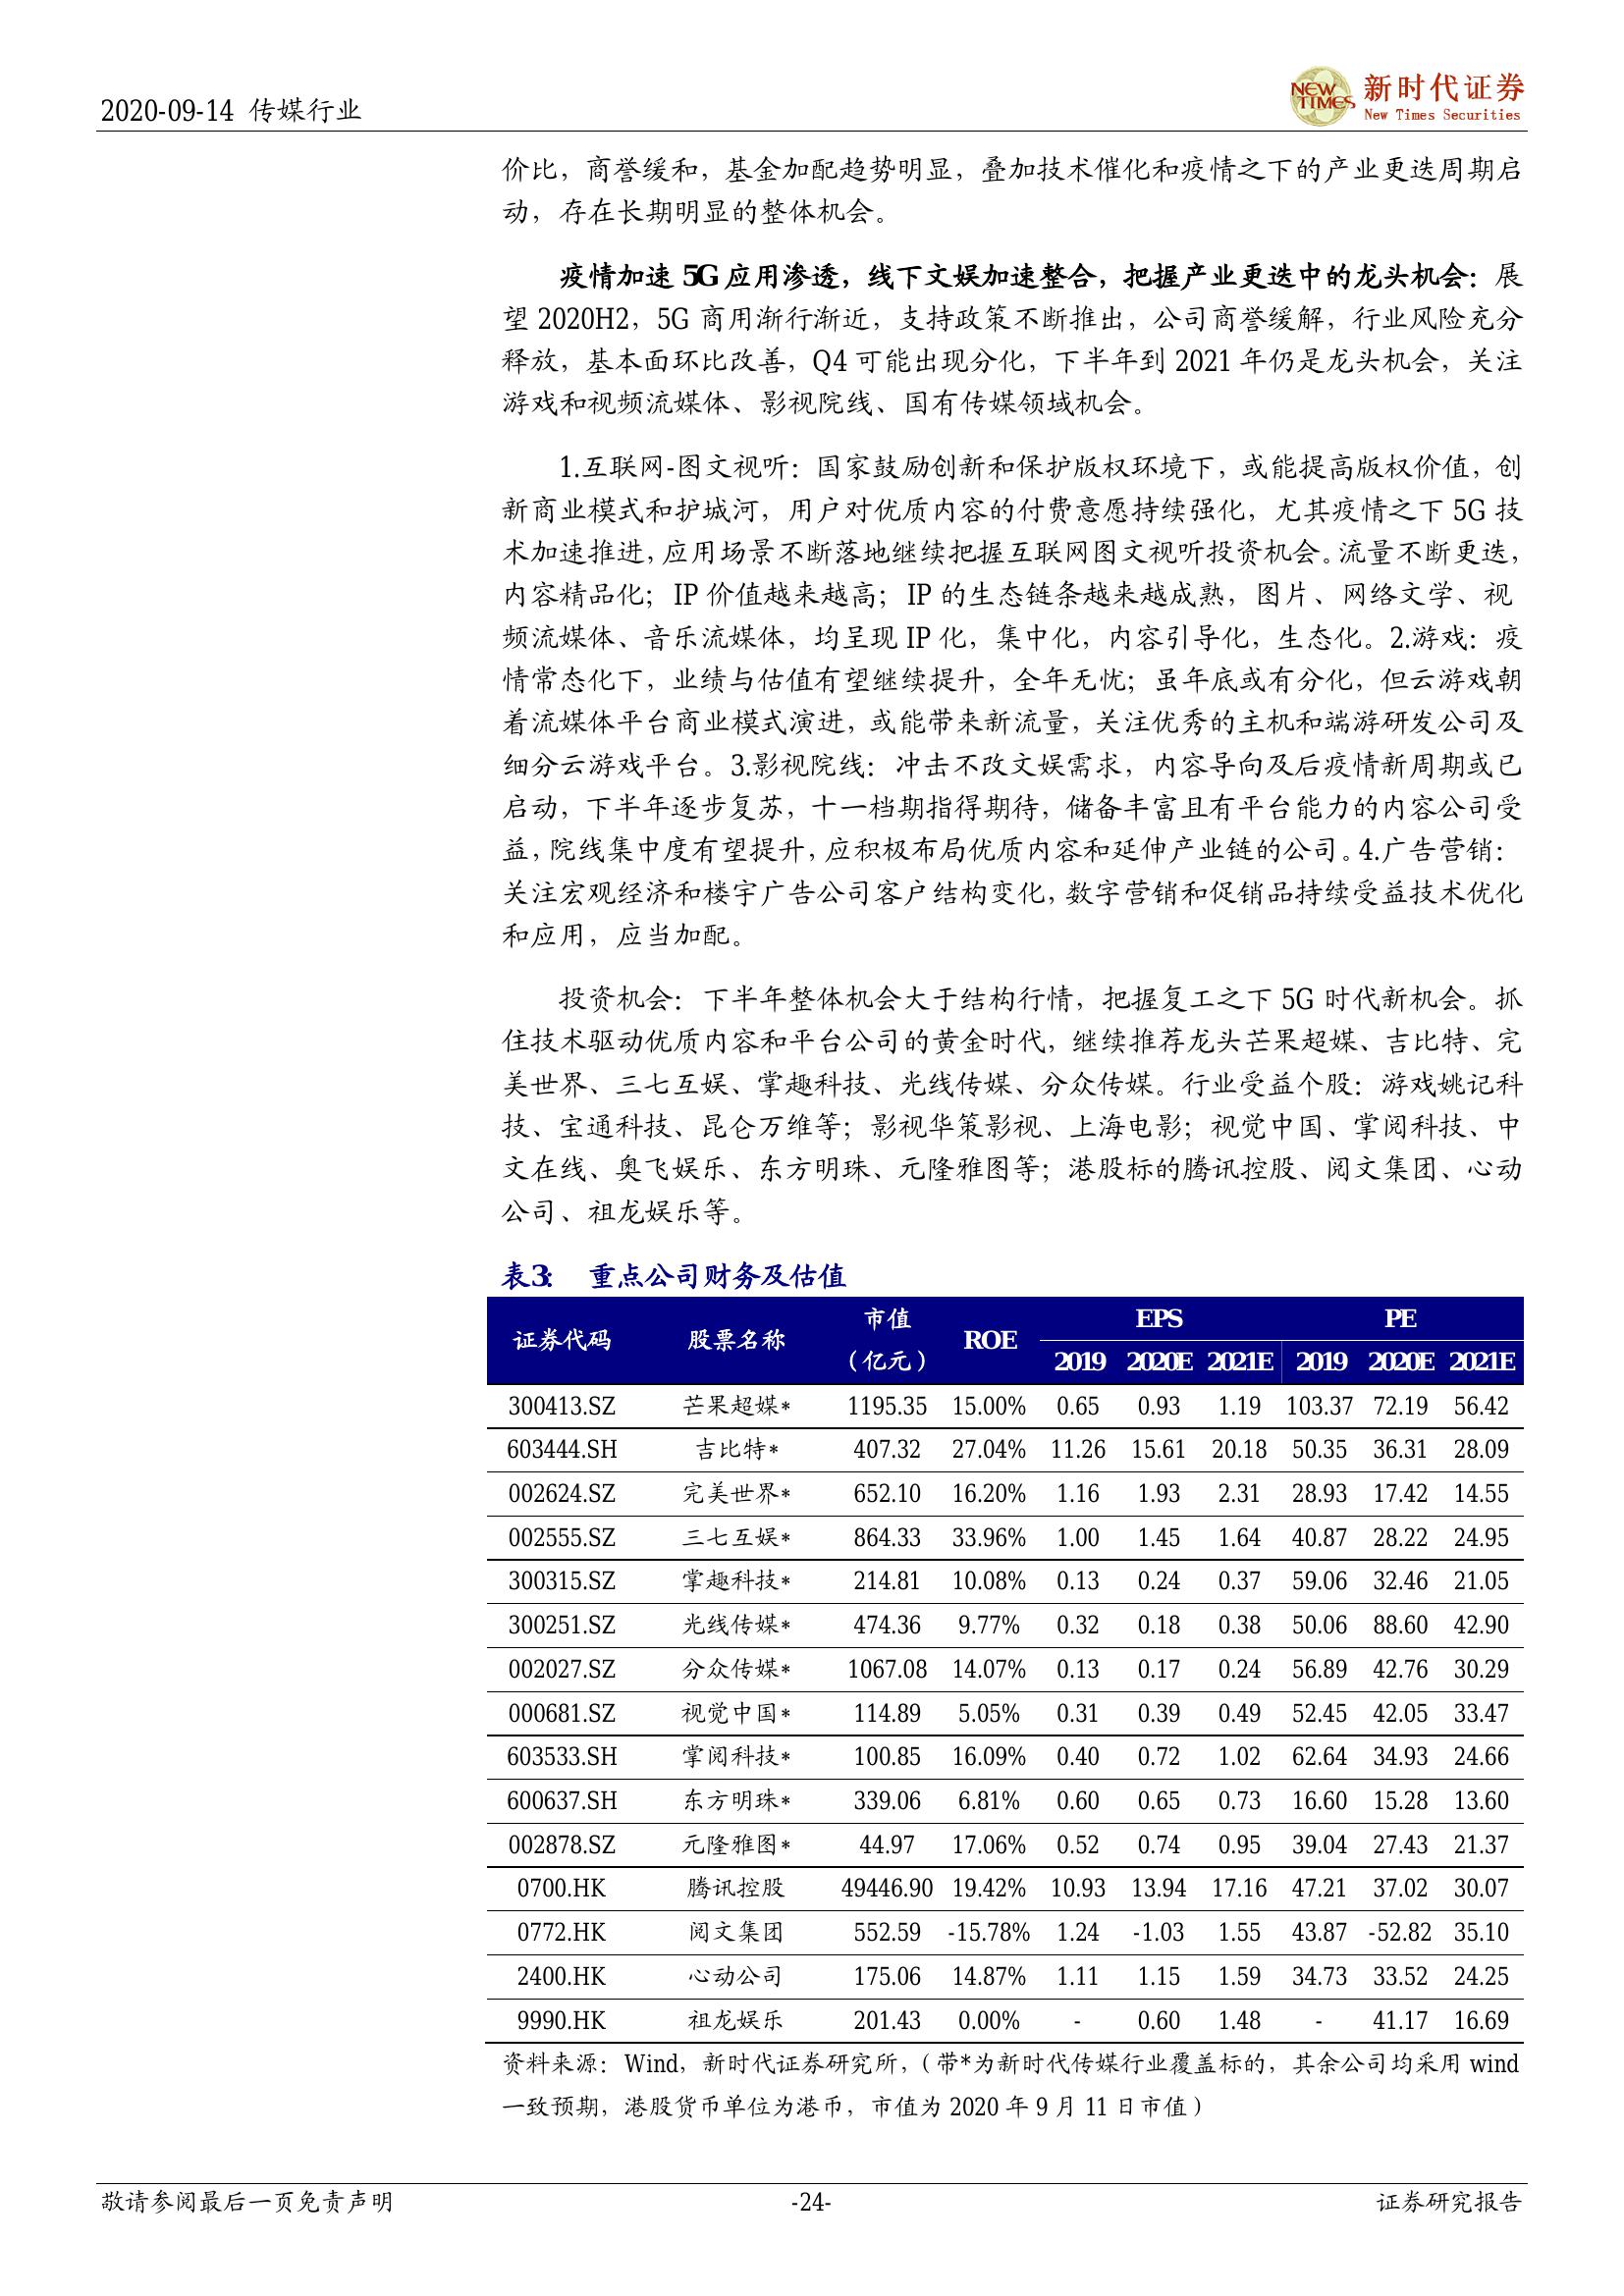 2020-09-14 传媒行业
NEW TIMES
新时代证券
New Times Securities
价比，商誉缓和，基金加配趋势明显，叠加技术催化和疫情之下的产业更迭周期启
动，存在长期明显的整体机会。
疫情加速 5G 应用渗透，线下文娱加速整合，把握产业更迭中的龙头机会：展
望 2020H2，5G 商用渐行渐近，支持政策不断推出，公司商誉缓解，行业风险充分
释放，基本面环比改善，Q4 可能出现分化，下半年到 2021 年仍是龙头机会，关注
游戏和视频流媒体、影视院线、国有传媒领域机会。
1.互联网-图文视听：国家鼓励创新和保护版权环境下，或能提高版权价值，创
新商业模式和护城河，用户对优质内容的付费意愿持续强化，尤其疫情之下 5G 技
术加速推进，应用场景不断落地继续把握互联网图文视听投资机会。流量不断更迭，
内容精品化；IP 价值越来越高；IP 的生态链条越来越成熟，图片、网络文学、视
频流媒体、音乐流媒体，均呈现 IP 化，集中化，内容引导化，生态化。2.游戏：疫
情常态化下，业绩与估值有望继续提升，全年无忧；虽年底或有分化，但云游戏朝
着流媒体平台商业模式演进，或能带来新流量，关注优秀的主机和端游研发公司及
细分云游戏平台。3.影视院线：冲击不改文娱需求，内容导向及后疫情新周期或已
启动，下半年逐步复苏，十一档期指得期待，储备丰富且有平台能力的内容公司受
益，院线集中度有望提升，应积极布局优质内容和延伸产业链的公司。4.广告营销：
关注宏观经济和楼宇广告公司客户结构变化，数字营销和促销品持续受益技术优化
和应用，应当加配。
投资机会：下半年整体机会大于结构行情，把握复工之下 5G 时代新机会。抓
住技术驱动优质内容和平台公司的黄金时代，继续推荐龙头芒果超媒、吉比特、完
美世界、三七互娱、掌趣科技、光线传媒、分众传媒。行业受益个股：游戏姚记科
技、宝通科技、昆仑万维等；影视华策影视、上海电影；视觉中国、掌阅科技、中
文在线、奥飞娱乐、东方明珠、元隆雅图等；港股标的腾讯控股、阅文集团、心动
公司、祖龙娱乐等。
表3： 重点公司财务及估值
证券代码 股票名称 市值（亿元） ROE EPS PE
2019 2020E 2021E 2019 2020E 2021E
300413.SZ 芒果超媒* 1195.35 15.00% 0.65 0.93 1.19 103.37 72.19 56.42
603444.SH 吉比特* 407.32 27.04% 11.26 15.61 20.18 50.35 36.31 28.09
002624.SZ 完美世界* 652.10 16.20% 1.16 1.93 2.31 28.93 17.42 14.55
002555.SZ 三七互娱* 864.33 33.96% 1.00 1.45 1.64 40.87 28.22 24.95
300315.SZ 掌趣科技* 214.81 10.08% 0.13 0.24 0.37 59.06 32.46 21.05
300251.SZ 光线传媒* 474.36 9.77% 0.32 0.18 0.38 50.06 88.60 42.90
002027.SZ 分众传媒* 1067.08 14.07% 0.13 0.17 0.24 56.89 42.76 30.29
000681.SZ 视觉中国* 114.89 5.05% 0.31 0.39 0.49 52.45 42.05 33.47
603533.SH 掌阅科技* 100.85 16.09% 0.40 0.72 1.02 62.64 34.93 24.66
600637.SH 东方明珠* 339.06 6.81% 0.60 0.65 0.73 16.60 15.28 13.60
002878.SZ 元隆雅图* 44.97 17.06% 0.52 0.74 0.95 39.04 27.43 21.37
0700.HK 腾讯控股 49446.90 19.42% 10.93 13.94 17.16 47.21 37.02 30.07
0772.HK 阅文集团 552.59 -15.78% 1.24 -1.03 1.55 43.87 -52.82 35.10
2400.HK 心动公司 175.06 14.87% 1.11 1.15 1.59 34.73 33.52 24.25
9990.HK 祖龙娱乐 201.43 0.00% - 0.60 1.48 - 41.17 16.69
资料来源：Wind，新时代证券研究所，（带*为新时代传媒行业覆盖标的，其余公司均采用 wind
一致预期，港股货币单位为港币，市值为 2020 年 9 月 11 日市值）
敬请参阅最后一页免责声明 -24- 证券研究报告